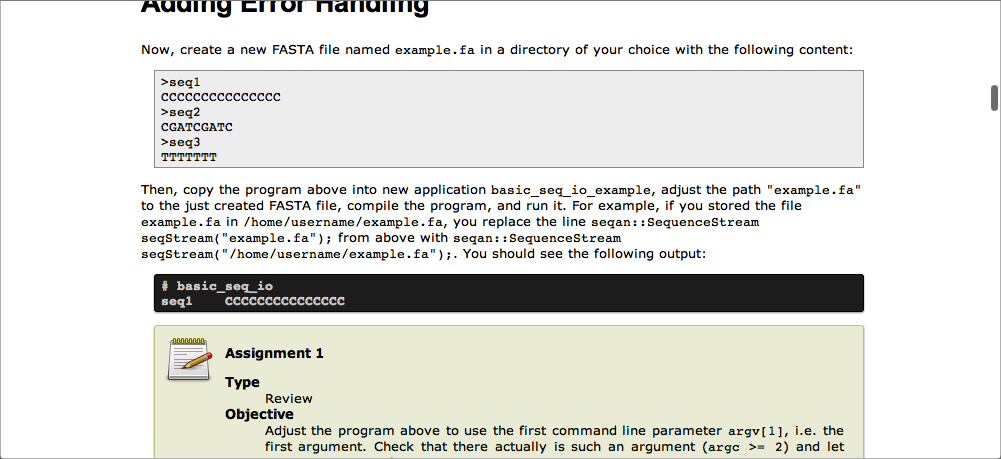 Adding Error Handling
Now, create a new FASTA file named example.fa in a directory of your choice with the following content:
>seq1
CCCCCCCCCCCCCCC
>seq2
CGATCGATC
>seq3
TTTTTTT
Then, copy the program above into new application basic_seq_io_example, adjust the path "example.fa"
to the just created FASTA file, compile the program, and run it. For example, if you stored the file
example.fa in /home/username/example.fa, you replace the line seqan::SequenceStream
seqStream("example.fa"); from above with seqan::SequenceStream
seqStream("/home/username/example.fa");. You should see the following output:
# basic_seq_io
seq1    CCCCCCCCCCCCCCC
Assignment 1
Type
Review
Objective
Adjust the program above to use the first command line parameter argv[1], i.e. the
first argument. Check that there actually is such an argument (argc >= 2) and let